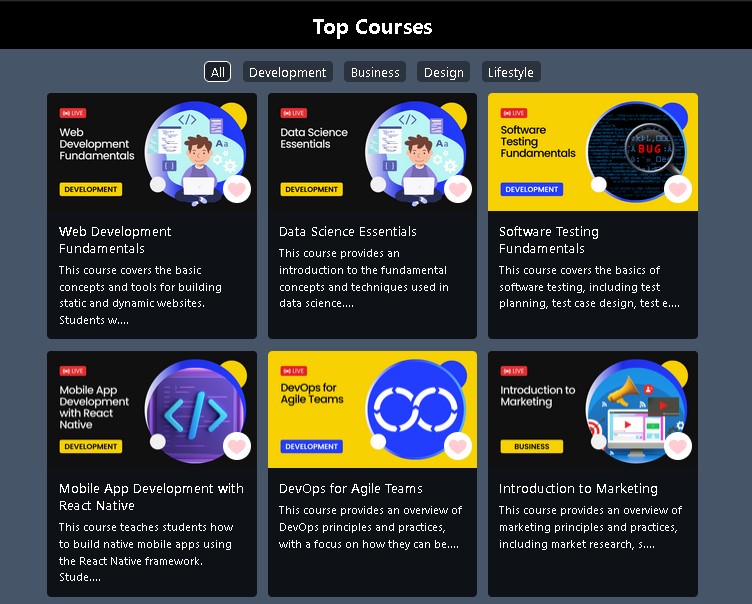 Top Courses
All Development Business Design Lifestyle
LIVE
Web
Development
Fundamentals
DEVELOPMENT
Web Development
Fundamentals
This course covers the basic
concepts and tools for building
static and dynamic websites.
Students w....
LIVE
Data Science
Essentials
DEVELOPMENT
Data Science Essentials
This course provides an
introduction to the fundamental
concepts and techniques used in
data science....
LIVE
Software
Testing
Fundamentals
DEVELOPMENT
BUG
Software Testing
Fundamentals
This course covers the basics of
software testing, including test
planning, test case design, test e....
LIVE
Mobile App
Development
with React
Native
DEVELOPMENT
</>
Mobile App Development with
React Native
This course teaches students how
to build native mobile apps using
the React Native framework.
Stude....
LIVE
DevOps for
Agile Teams
DEVELOPMENT
DevOps for Agile Teams
This course provides an overview of
DevOps principles and practices,
with a focus on how they can be....
LIVE
Introduction to
Marketing
BUSINESS
Introduction to Marketing
This course provides an overview of
marketing principles and practices,
including market research, s....